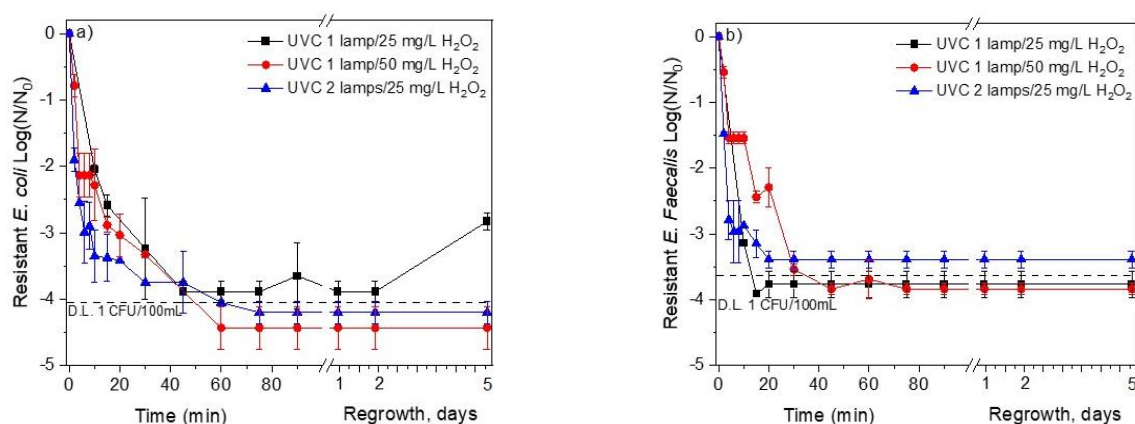 a)
UVC 1 lamp/25 mg/L H₂O₂
UVC 1 lamp/50 mg/L H₂O₂
UVC 2 lamps/25 mg/L H₂O₂
Resistant E. coli Log(N/N₀)
0
-1
-2
-3
-4
-5
D.L. 1 CFU/100mL
0 20 40 60 80 1 2 5
Time (min) Regrowth, days
b)
UVC 1 lamp/25 mg/L H₂O₂
UVC 1 lamp/50 mg/L H₂O₂
UVC 2 lamps/25 mg/L H₂O₂
Resistant E. Faecalis Log(N/N₀)
0
-1
-2
-3
-4
-5
D.L. 1 CFU/100mL
0 20 40 60 80 1 2 5
Time (min) Regrowth, days